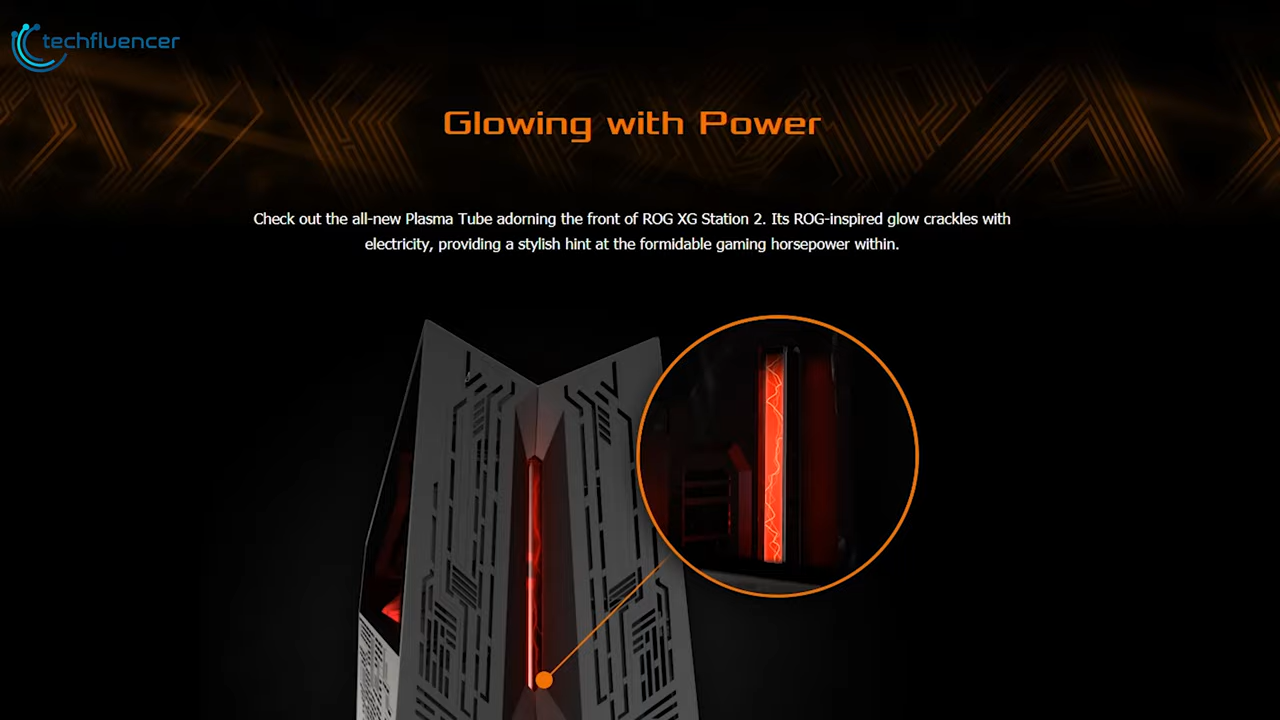 techfluencer
Glowing with Power
Check out the all-new Plasma Tube adorning the front of ROG XG Station 2. Its ROG-inspired glow crackles with
electricity, providing a stylish hint at the formidable gaming horsepower within.